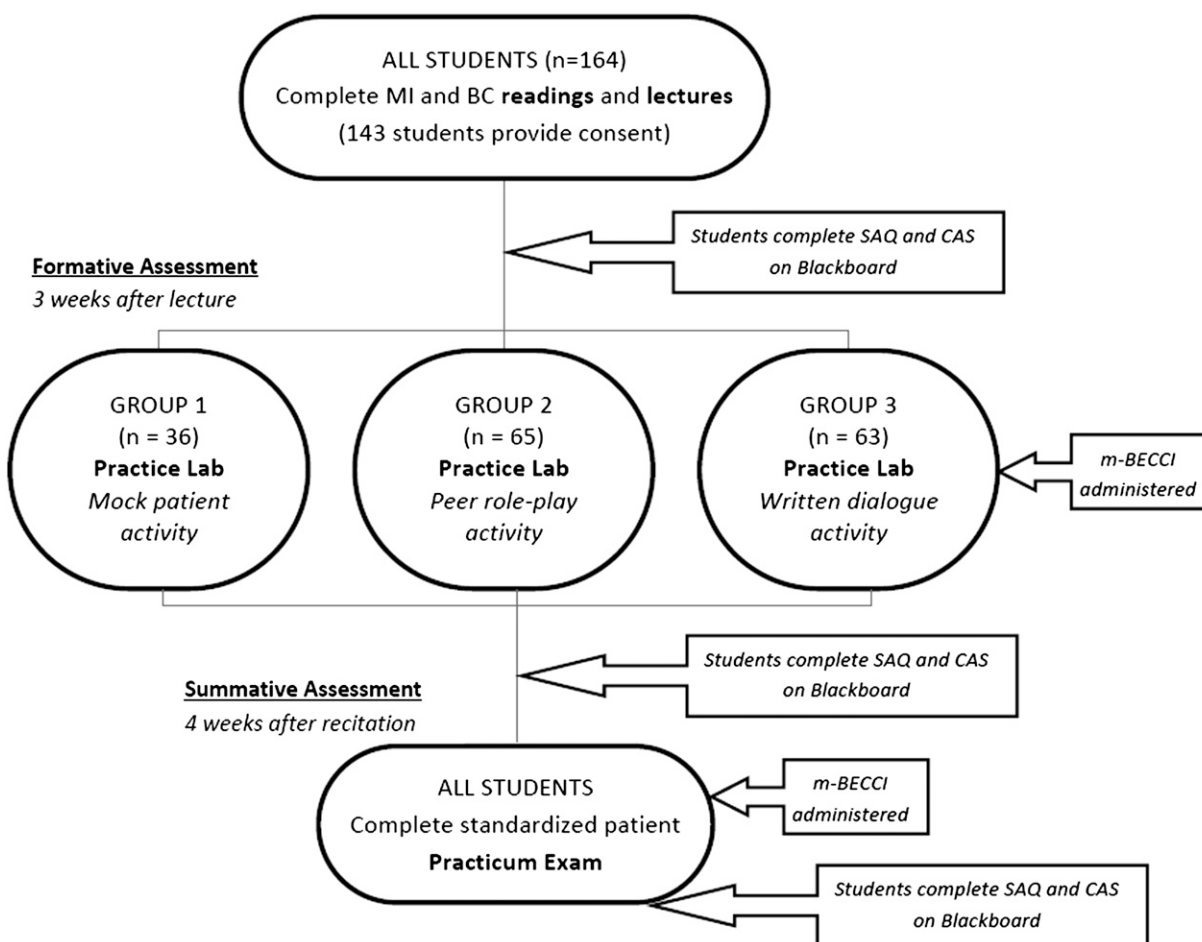 ALL STUDENTS (n=164)
Complete MI and BC readings and lectures
(143 students provide consent)
Students complete SAQ and CAS
on Blackboard
Formative Assessment
3 weeks after lecture
GROUP 1
(n = 36)
Practice Lab
Mock patient
activity
GROUP 2
(n = 65)
Practice Lab
Peer role-play
activity
GROUP 3
(n = 63)
Practice Lab
Written dialogue
activity
m-BECCI
administered
Students complete SAQ and CAS
on Blackboard
Summative Assessment
4 weeks after recitation
ALL STUDENTS
Complete standardized patient
Practicum Exam
m-BECCI
administered
Students complete SAQ and CAS
on Blackboard